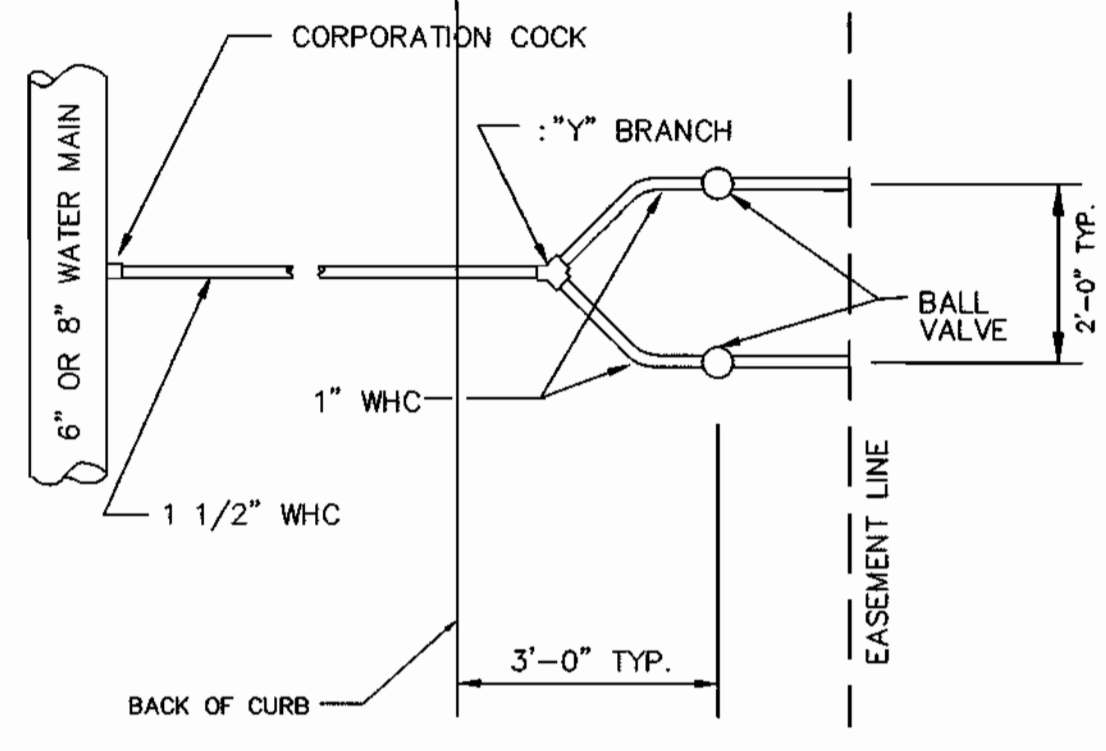 CORPORATION COCK
6" OR 8" WATER MAIN
:"Y" BRANCH
2'-0" TYP.
BALL
VALVE
1" WHC
1 1/2" WHC
EASEMENT LINE
3'-0" TYP.
BACK OF CURB